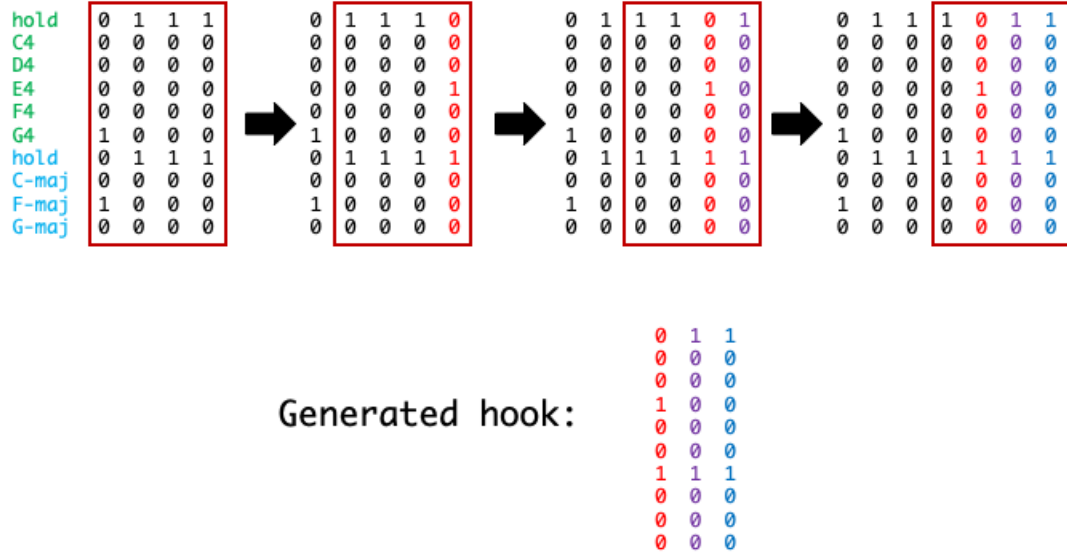 hold 0 1 1 1 0 1 1 1 0 0 1 1 1 0 1 0 1 1 1 0 1 1
C4 0 0 0 0 0 0 0 0 0 0 0 0 0 0 0 0 0 0 0 0 0 0
D4 0 0 0 0 0 0 0 0 0 0 0 0 0 0 0 0 0 0 0 0 0 0
E4 0 0 0 0 0 0 0 0 1 0 0 0 0 1 0 0 0 0 0 1 0 0
F4 0 0 0 0 0 0 0 0 0 0 0 0 0 0 0 0 0 0 0 0 0 0
G4 1 0 0 0 1 0 0 0 0 1 0 0 0 0 0 1 0 0 0 0 0 0
hold 0 1 1 1 0 1 1 1 1 0 1 1 1 1 1 0 1 1 1 1 1 1
C-maj 0 0 0 0 0 0 0 0 0 0 0 0 0 0 0 0 0 0 0 0 0 0
F-maj 1 0 0 0 1 0 0 0 0 1 0 0 0 0 0 1 0 0 0 0 0 0
G-maj 0 0 0 0 0 0 0 0 0 0 0 0 0 0 0 0 0 0 0 0 0 0
Generated hook:
0 1 1
0 0 0
0 0 0
1 0 0
0 0 0
0 0 0
1 1 1
0 0 0
0 0 0
0 0 0